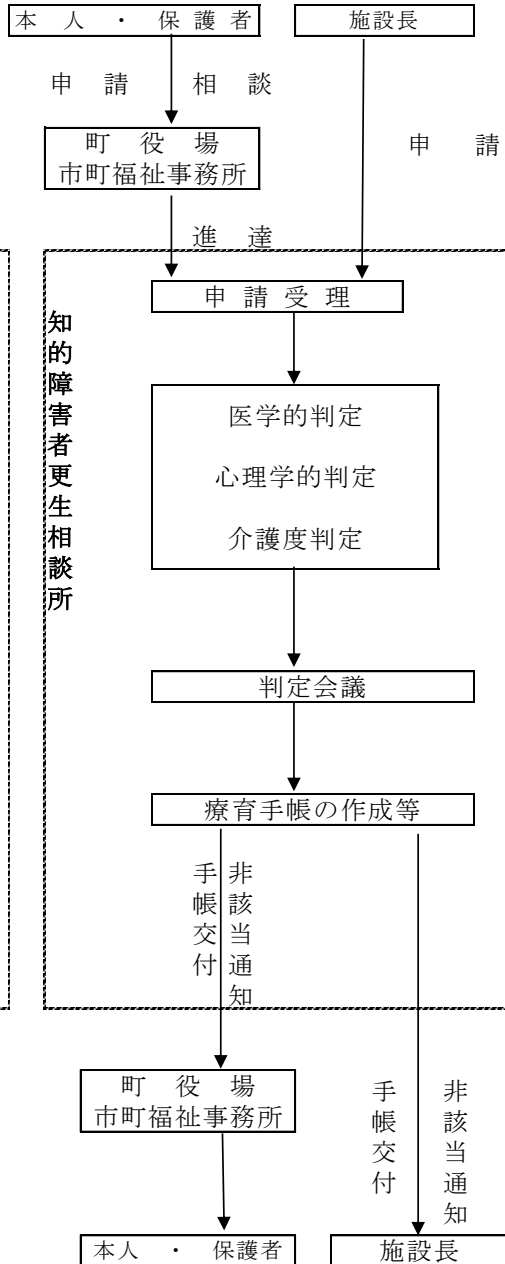 本人・保護者
施設長
申請 相談
町役場
市町福祉事務所
申請
進達
申請受理
知的障害者更生相談所
医学的判定
心理学的判定
介護度判定
判定会議
療育手帳の作成等
手帳交付
非該当通知
町役場
市町福祉事務所
手帳交付
非該当通知
本人・保護者
施設長